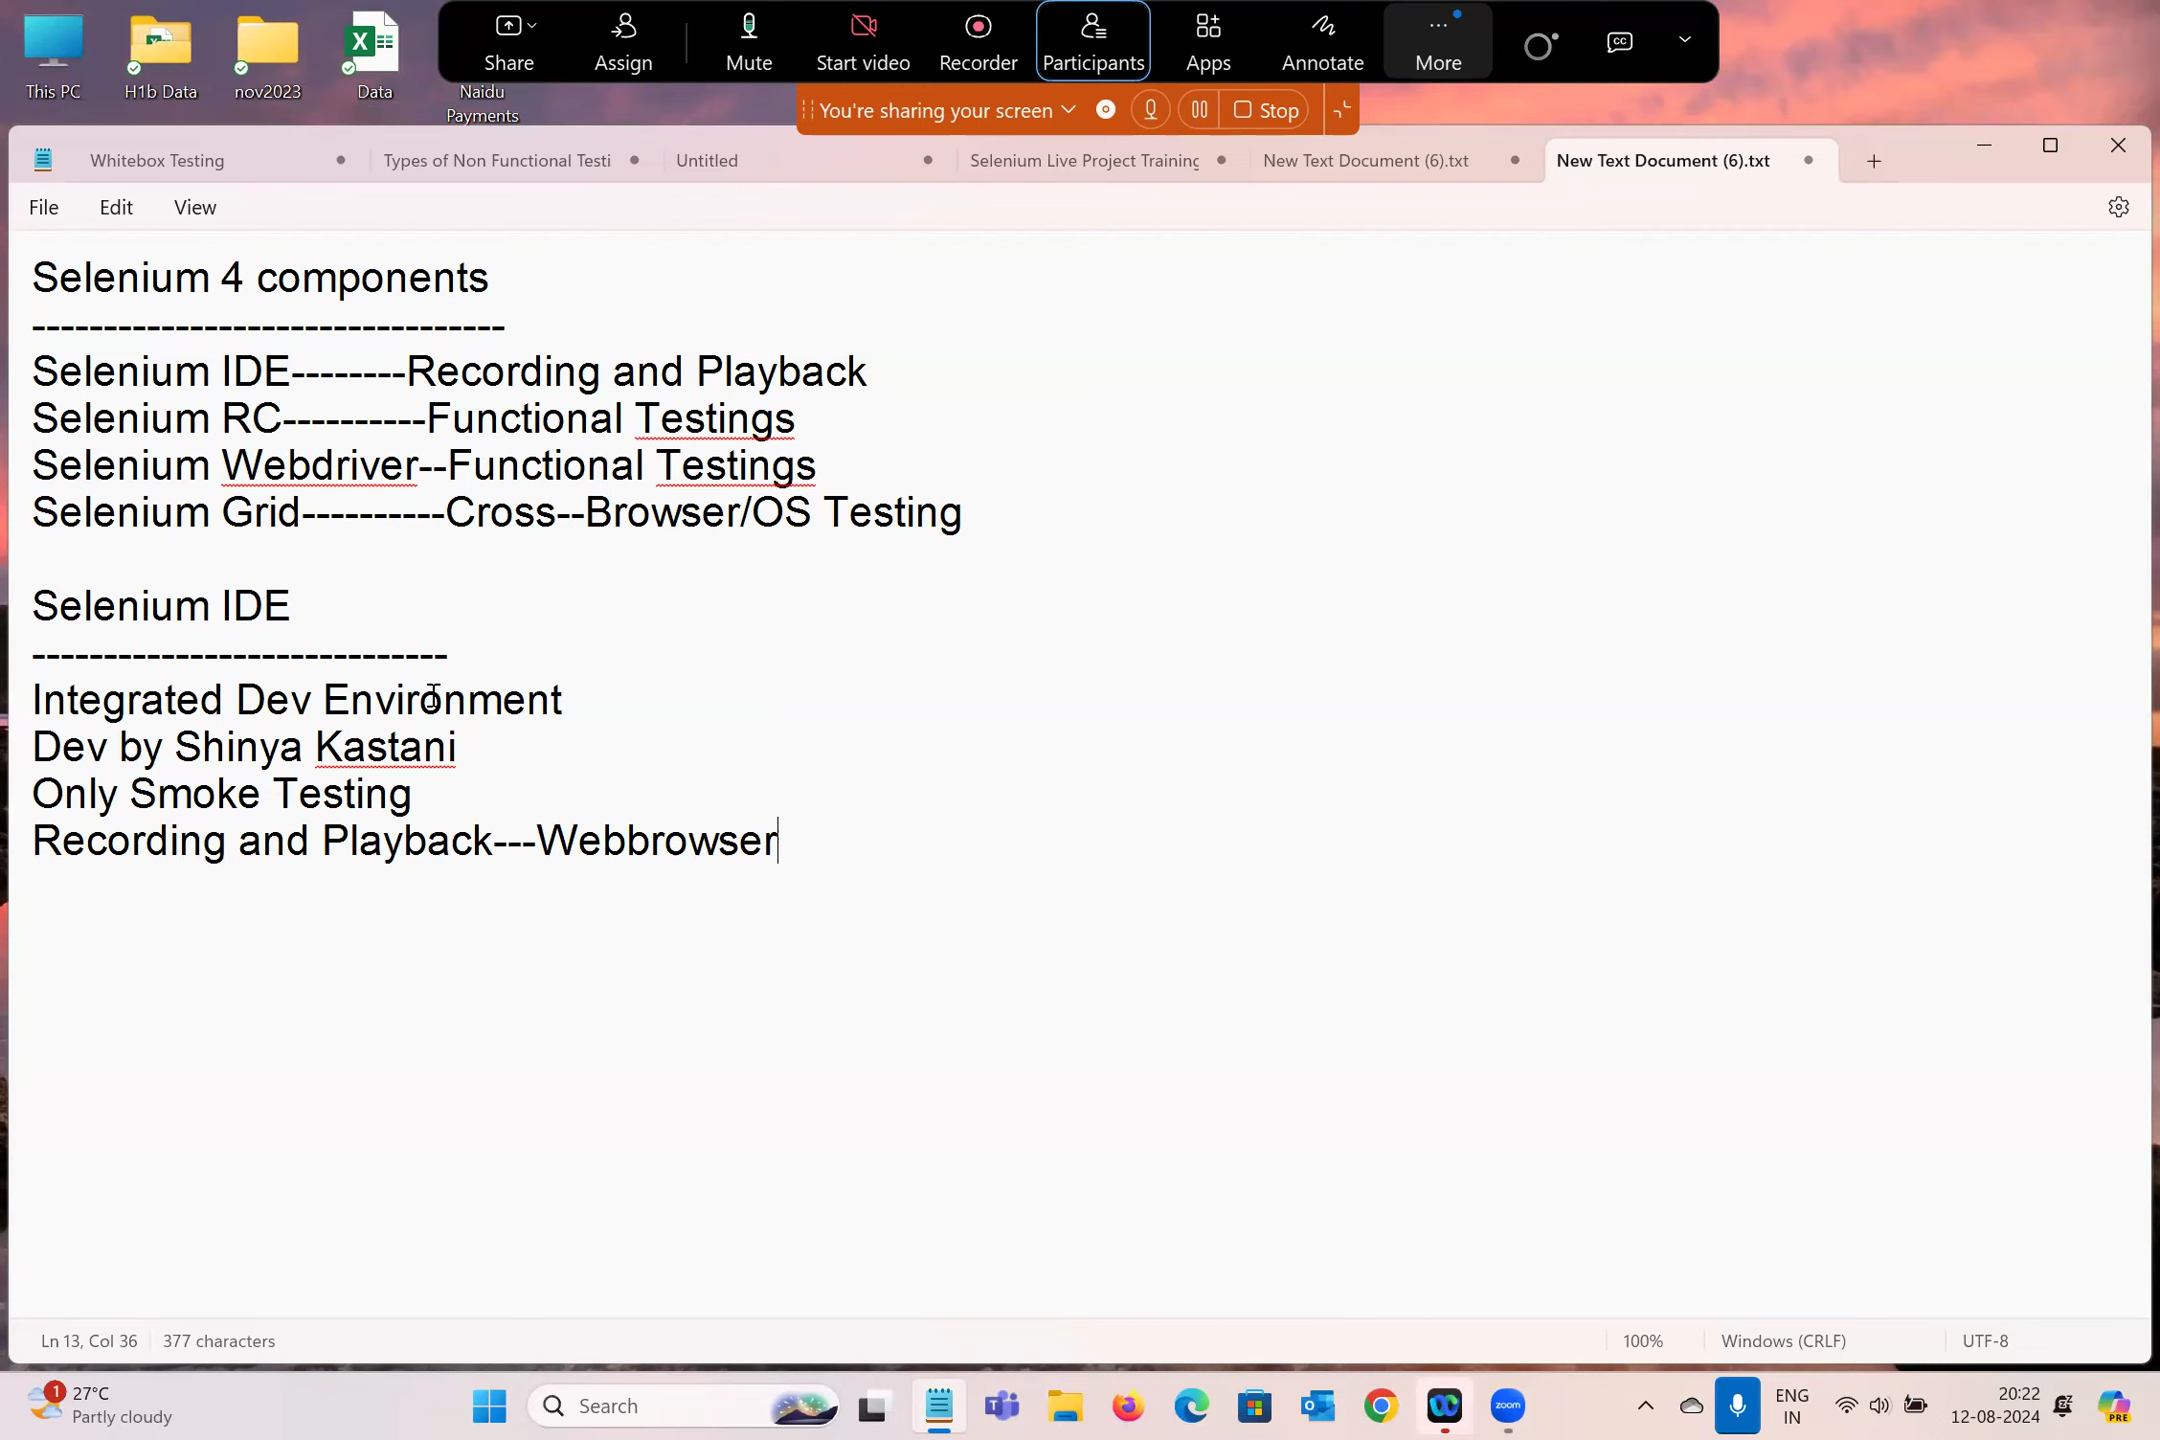 This PC
H1b Data
nov2023
Data
Naidu Payments
Share
Assign
Mute
Start video
Recorder
Participants
Apps
Annotate
More
CC
You're sharing your screen
Stop
Whitebox Testing
Types of Non Functional Testi
Untitled
Selenium Live Project Training
New Text Document (6).txt
New Text Document (6).txt
File
Edit
View
Selenium 4 components
---------------------------------
Selenium IDE--------Recording and Playback
Selenium RC----------Functional Testings
Selenium Webdriver--Functional Testings
Selenium Grid----------Cross--Browser/OS Testing
Selenium IDE
-----------------------------
Integrated Dev Environment
Dev by Shinya Kastani
Only Smoke Testing
Recording and Playback---Webbrowser
Ln 13, Col 36
377 characters
100%
Windows (CRLF)
UTF-8
1
27°C
Partly cloudy
Search
zoom
ENG
IN
20:22
12-08-2024
PRE